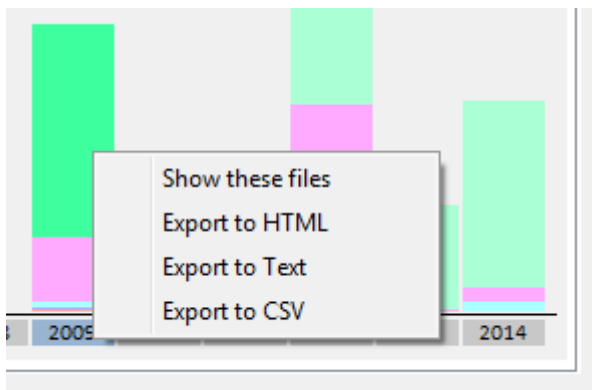 Show these files
Export to HTML
Export to Text
Export to CSV
2009 2014